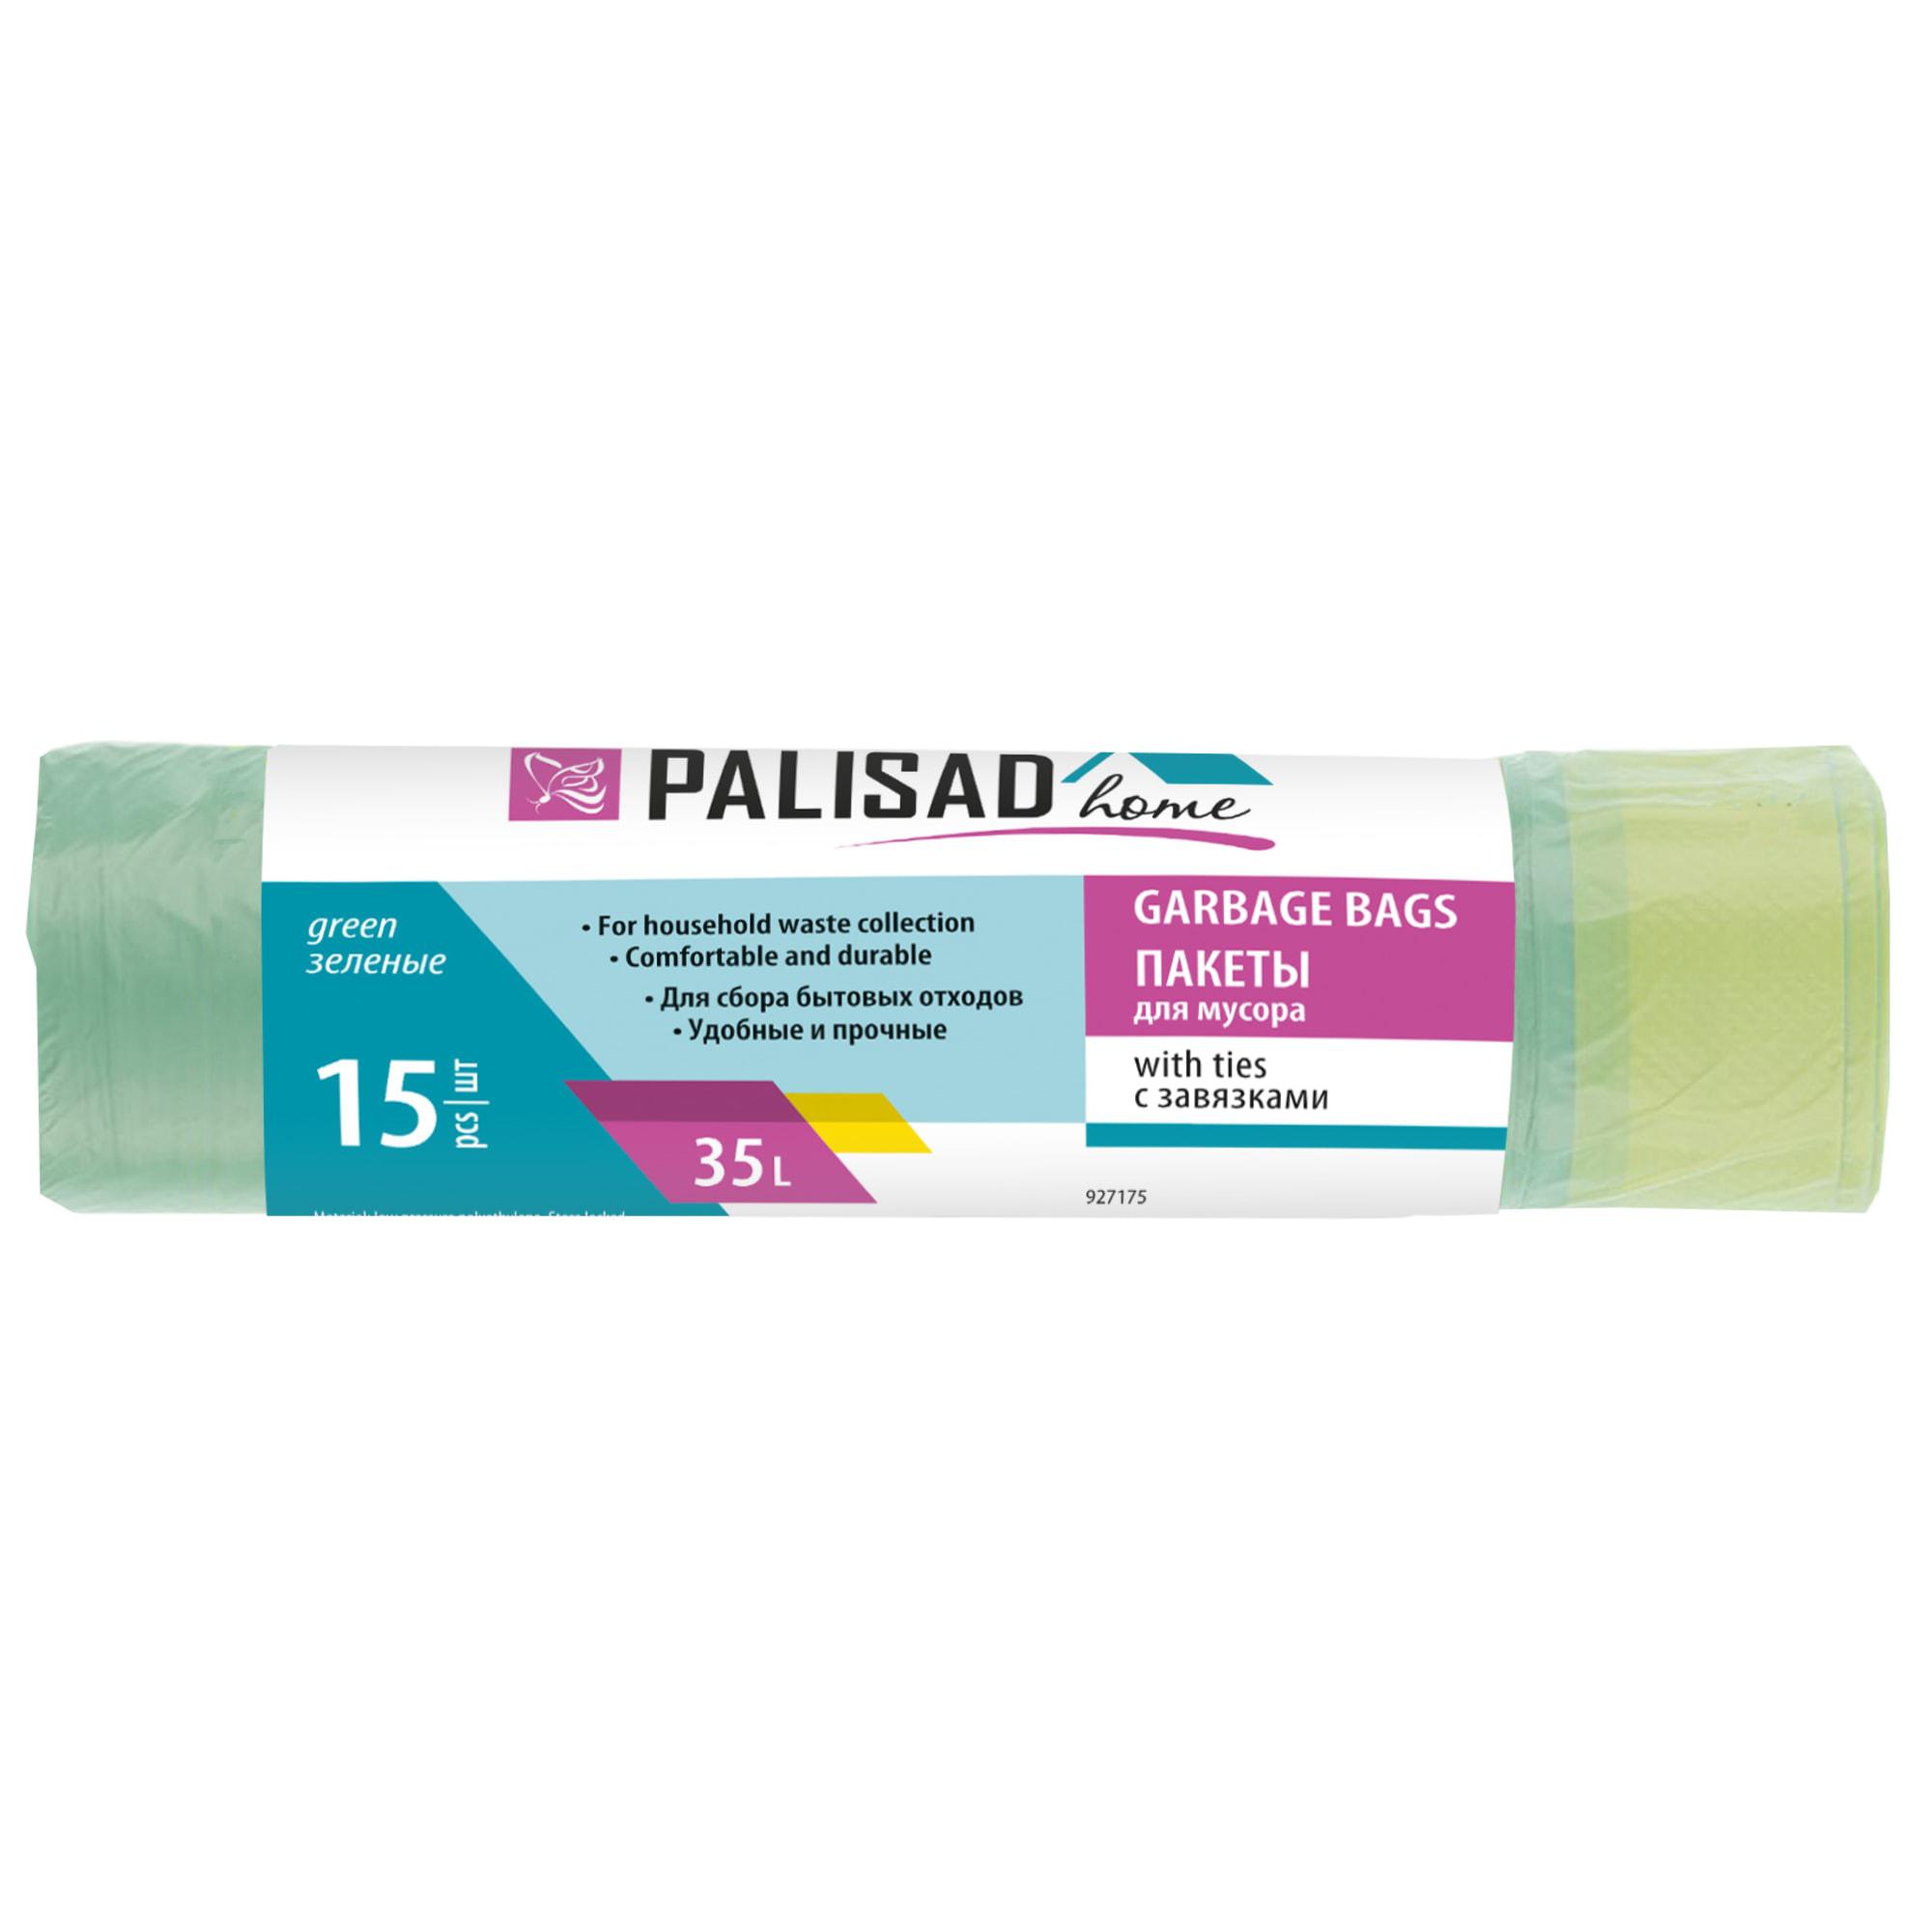 PALISAD home
green
зеленые
15 pcs | шт
• For household waste collection
• Comfortable and durable
• Для сбора бытовых отходов
• Удобные и прочные
35 L
GARBAGE BAGS
ПАКЕТЫ
для мусора
with ties
с завязками
927175